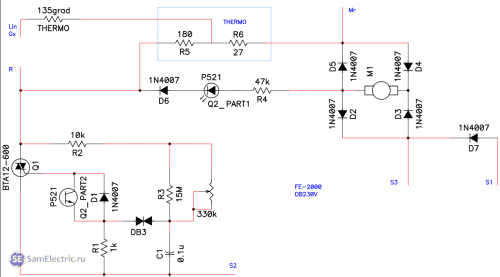 135grad
Lin
Gx
THERMO
THERMO
Mr
180
R5
R6
27
R
1N4007
D6
P521
Q2_PART1
47k
R4
D5
1N4007
M1
D4
1N4007
D2
1N4007
D3
1N4007
1N4007
D7
10k
R2
BTA12-600
Q1
P521
Q2_PART2
D1
1N4007
R3
15M
330k
DB3
R1
1k
C1
0.1u
FE-2000
DB230V
S3
S1
S2
SE SamElectric.ru